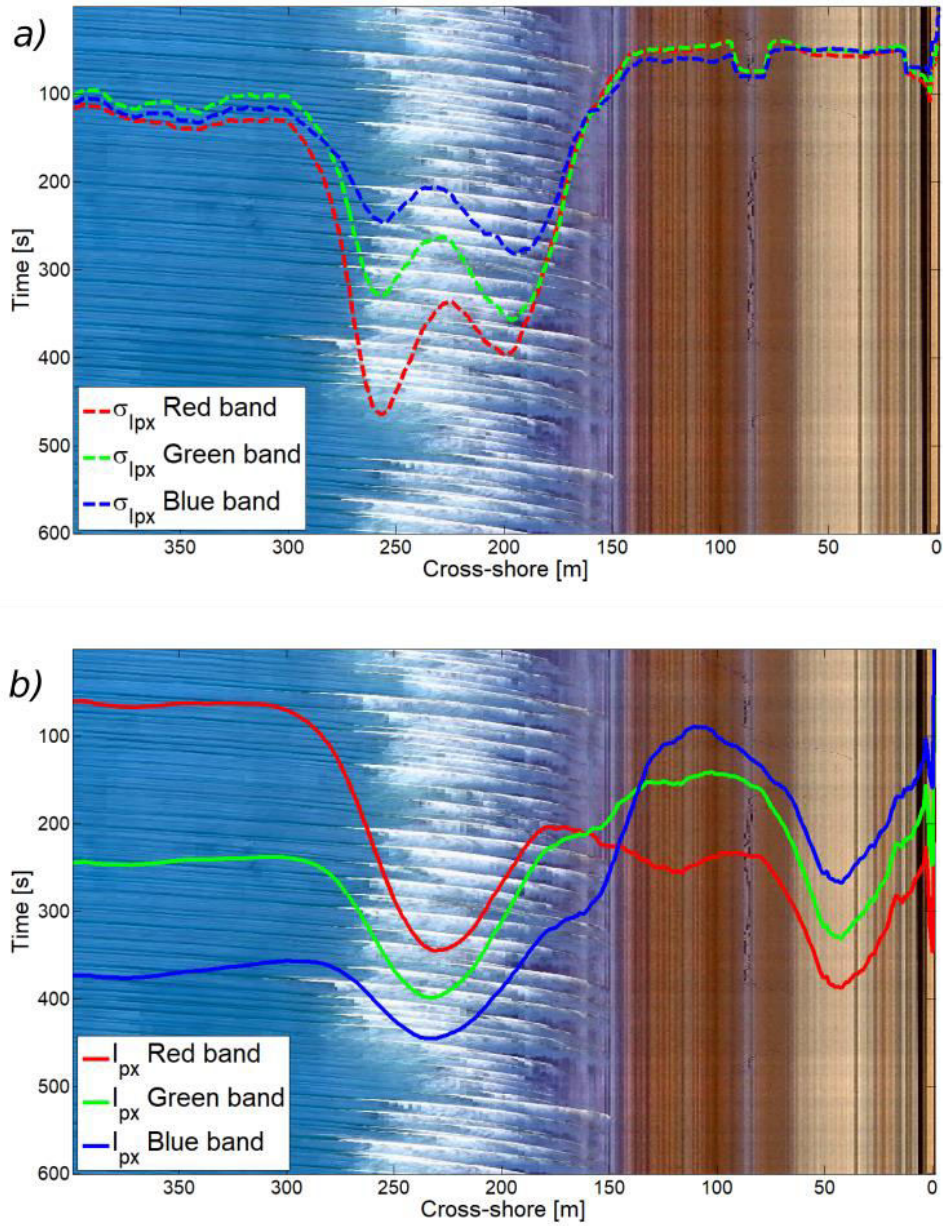 a)
100
200
300
400
500
600
Time [s]
σIpx Red band
σIpx Green band
σIpx Blue band
350 300 250 200 150 100 50 0
Cross-shore [m]
b)
100
200
300
400
500
600
Time [s]
Ipx Red band
Ipx Green band
Ipx Blue band
350 300 250 200 150 100 50 0
Cross-shore [m]